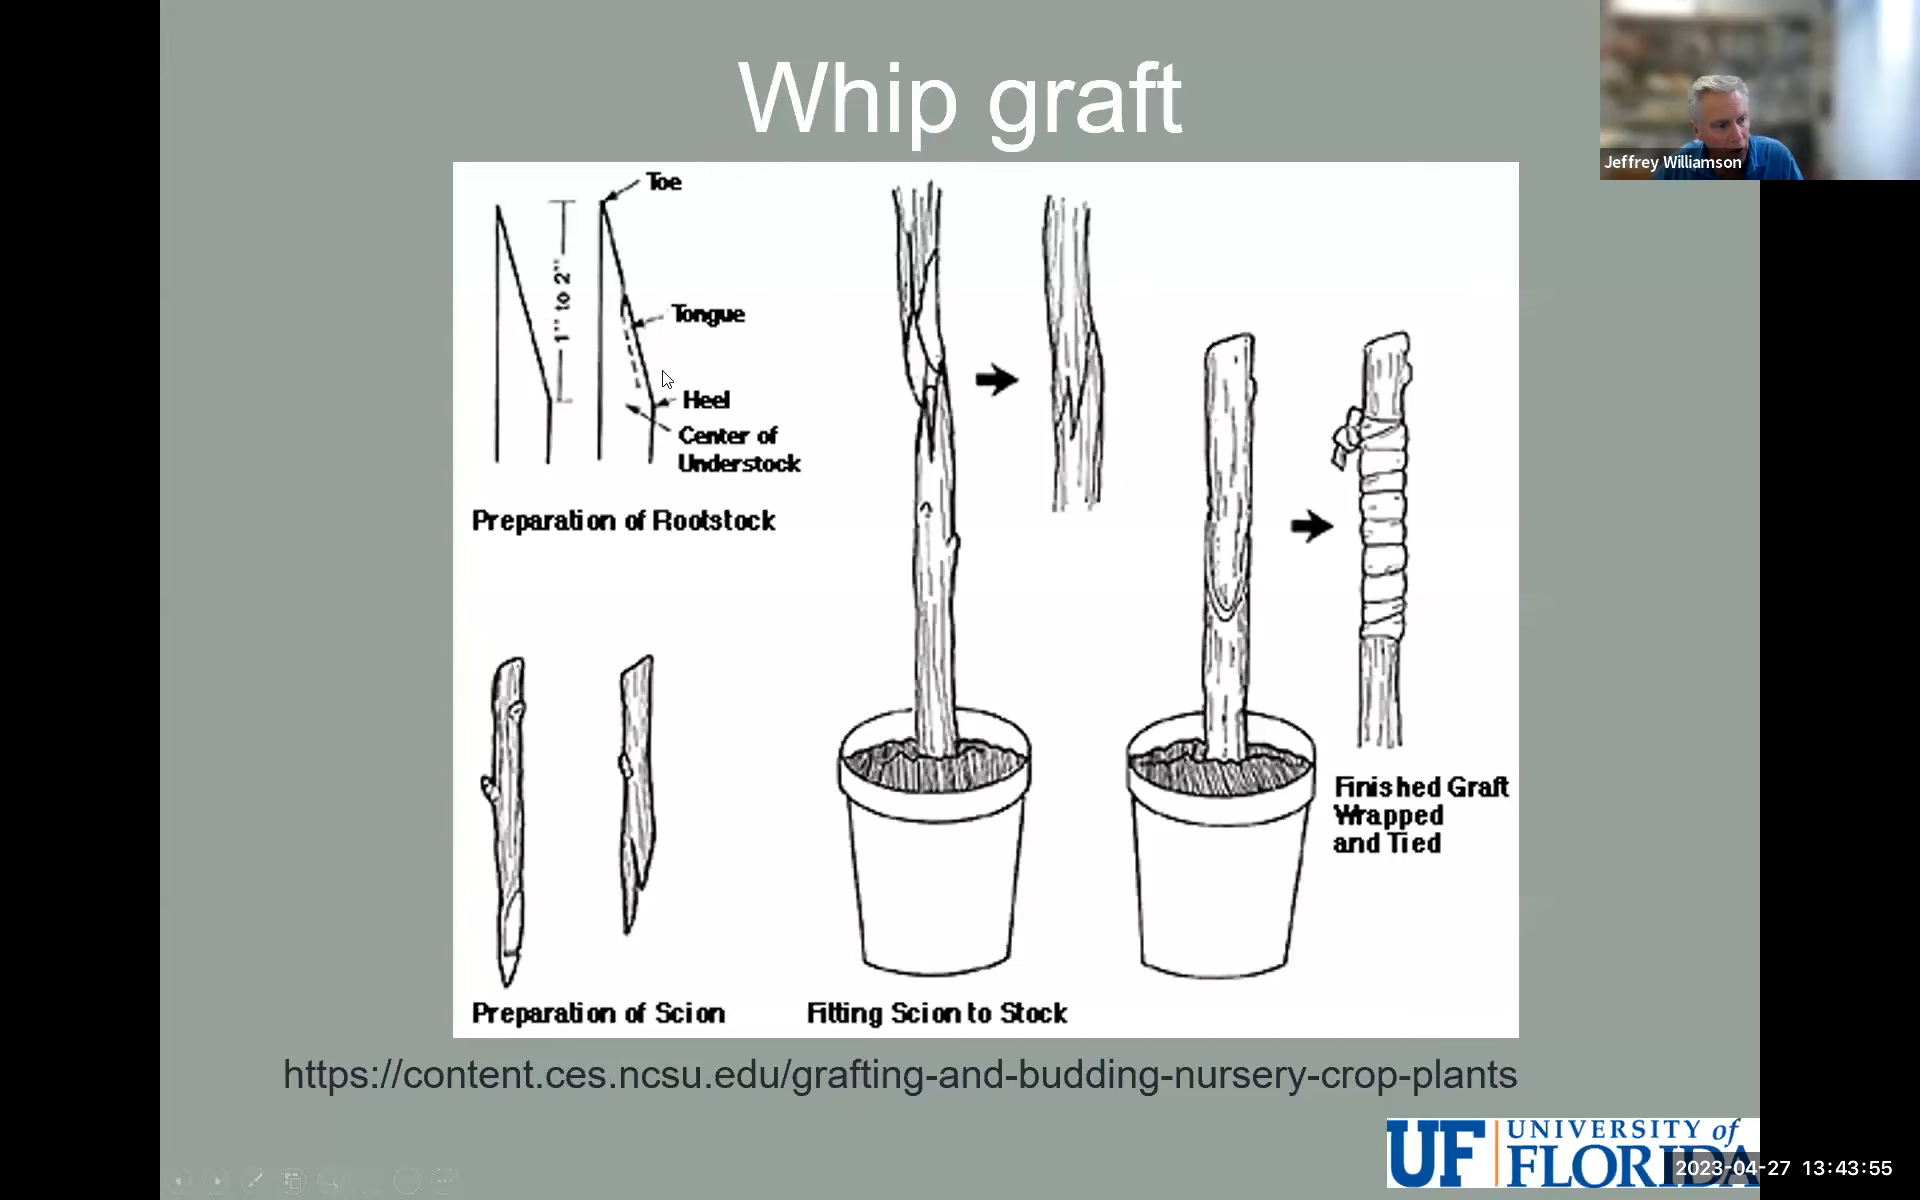 Whip graft
Jeffrey Williamson
Toe
1" to 2"
Tongue
Heel
Center of
Understock
Preparation of Rootstock
Finished Graft
Wrapped
and Tied
Preparation of Scion
Fitting Scion to Stock
https://content.ces.ncsu.edu/grafting-and-budding-nursery-crop-plants
UF
UNIVERSITY of
FLORIDA
2023-04-27 13:43:55